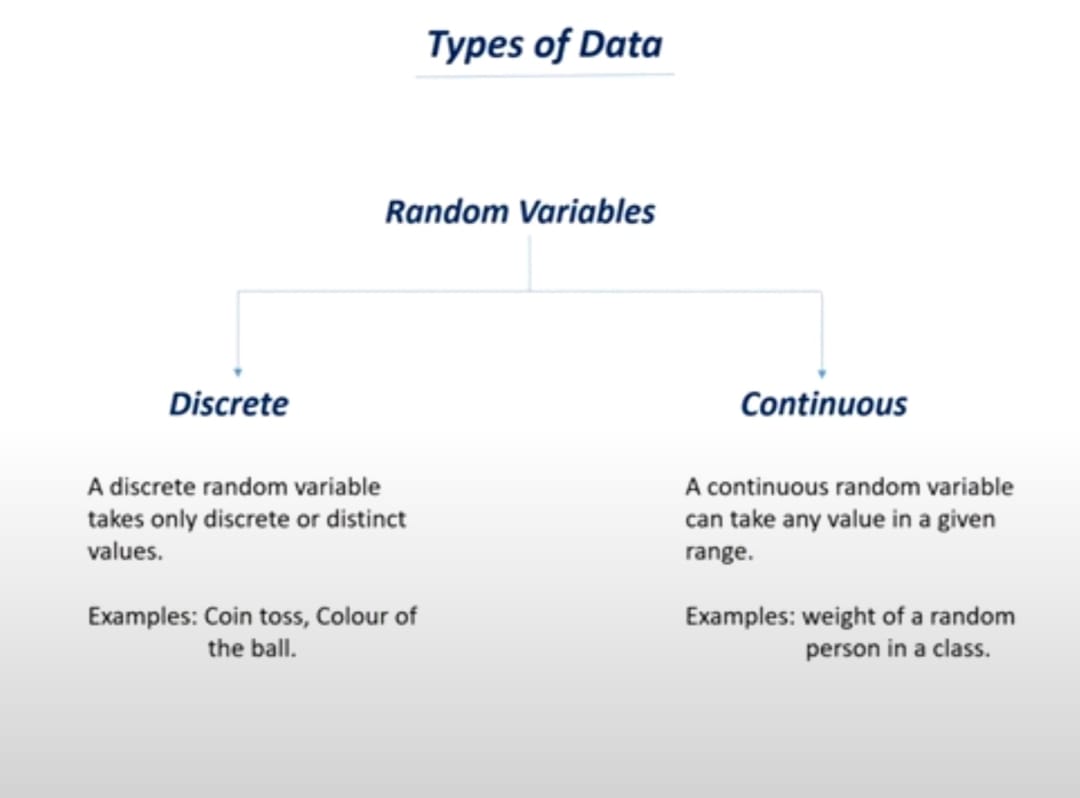 Types of Data
Random Variables
Discrete
A discrete random variable
takes only discrete or distinct
values.
Examples: Coin toss, Colour of
the ball.
Continuous
A continuous random variable
can take any value in a given
range.
Examples: weight of a random
person in a class.